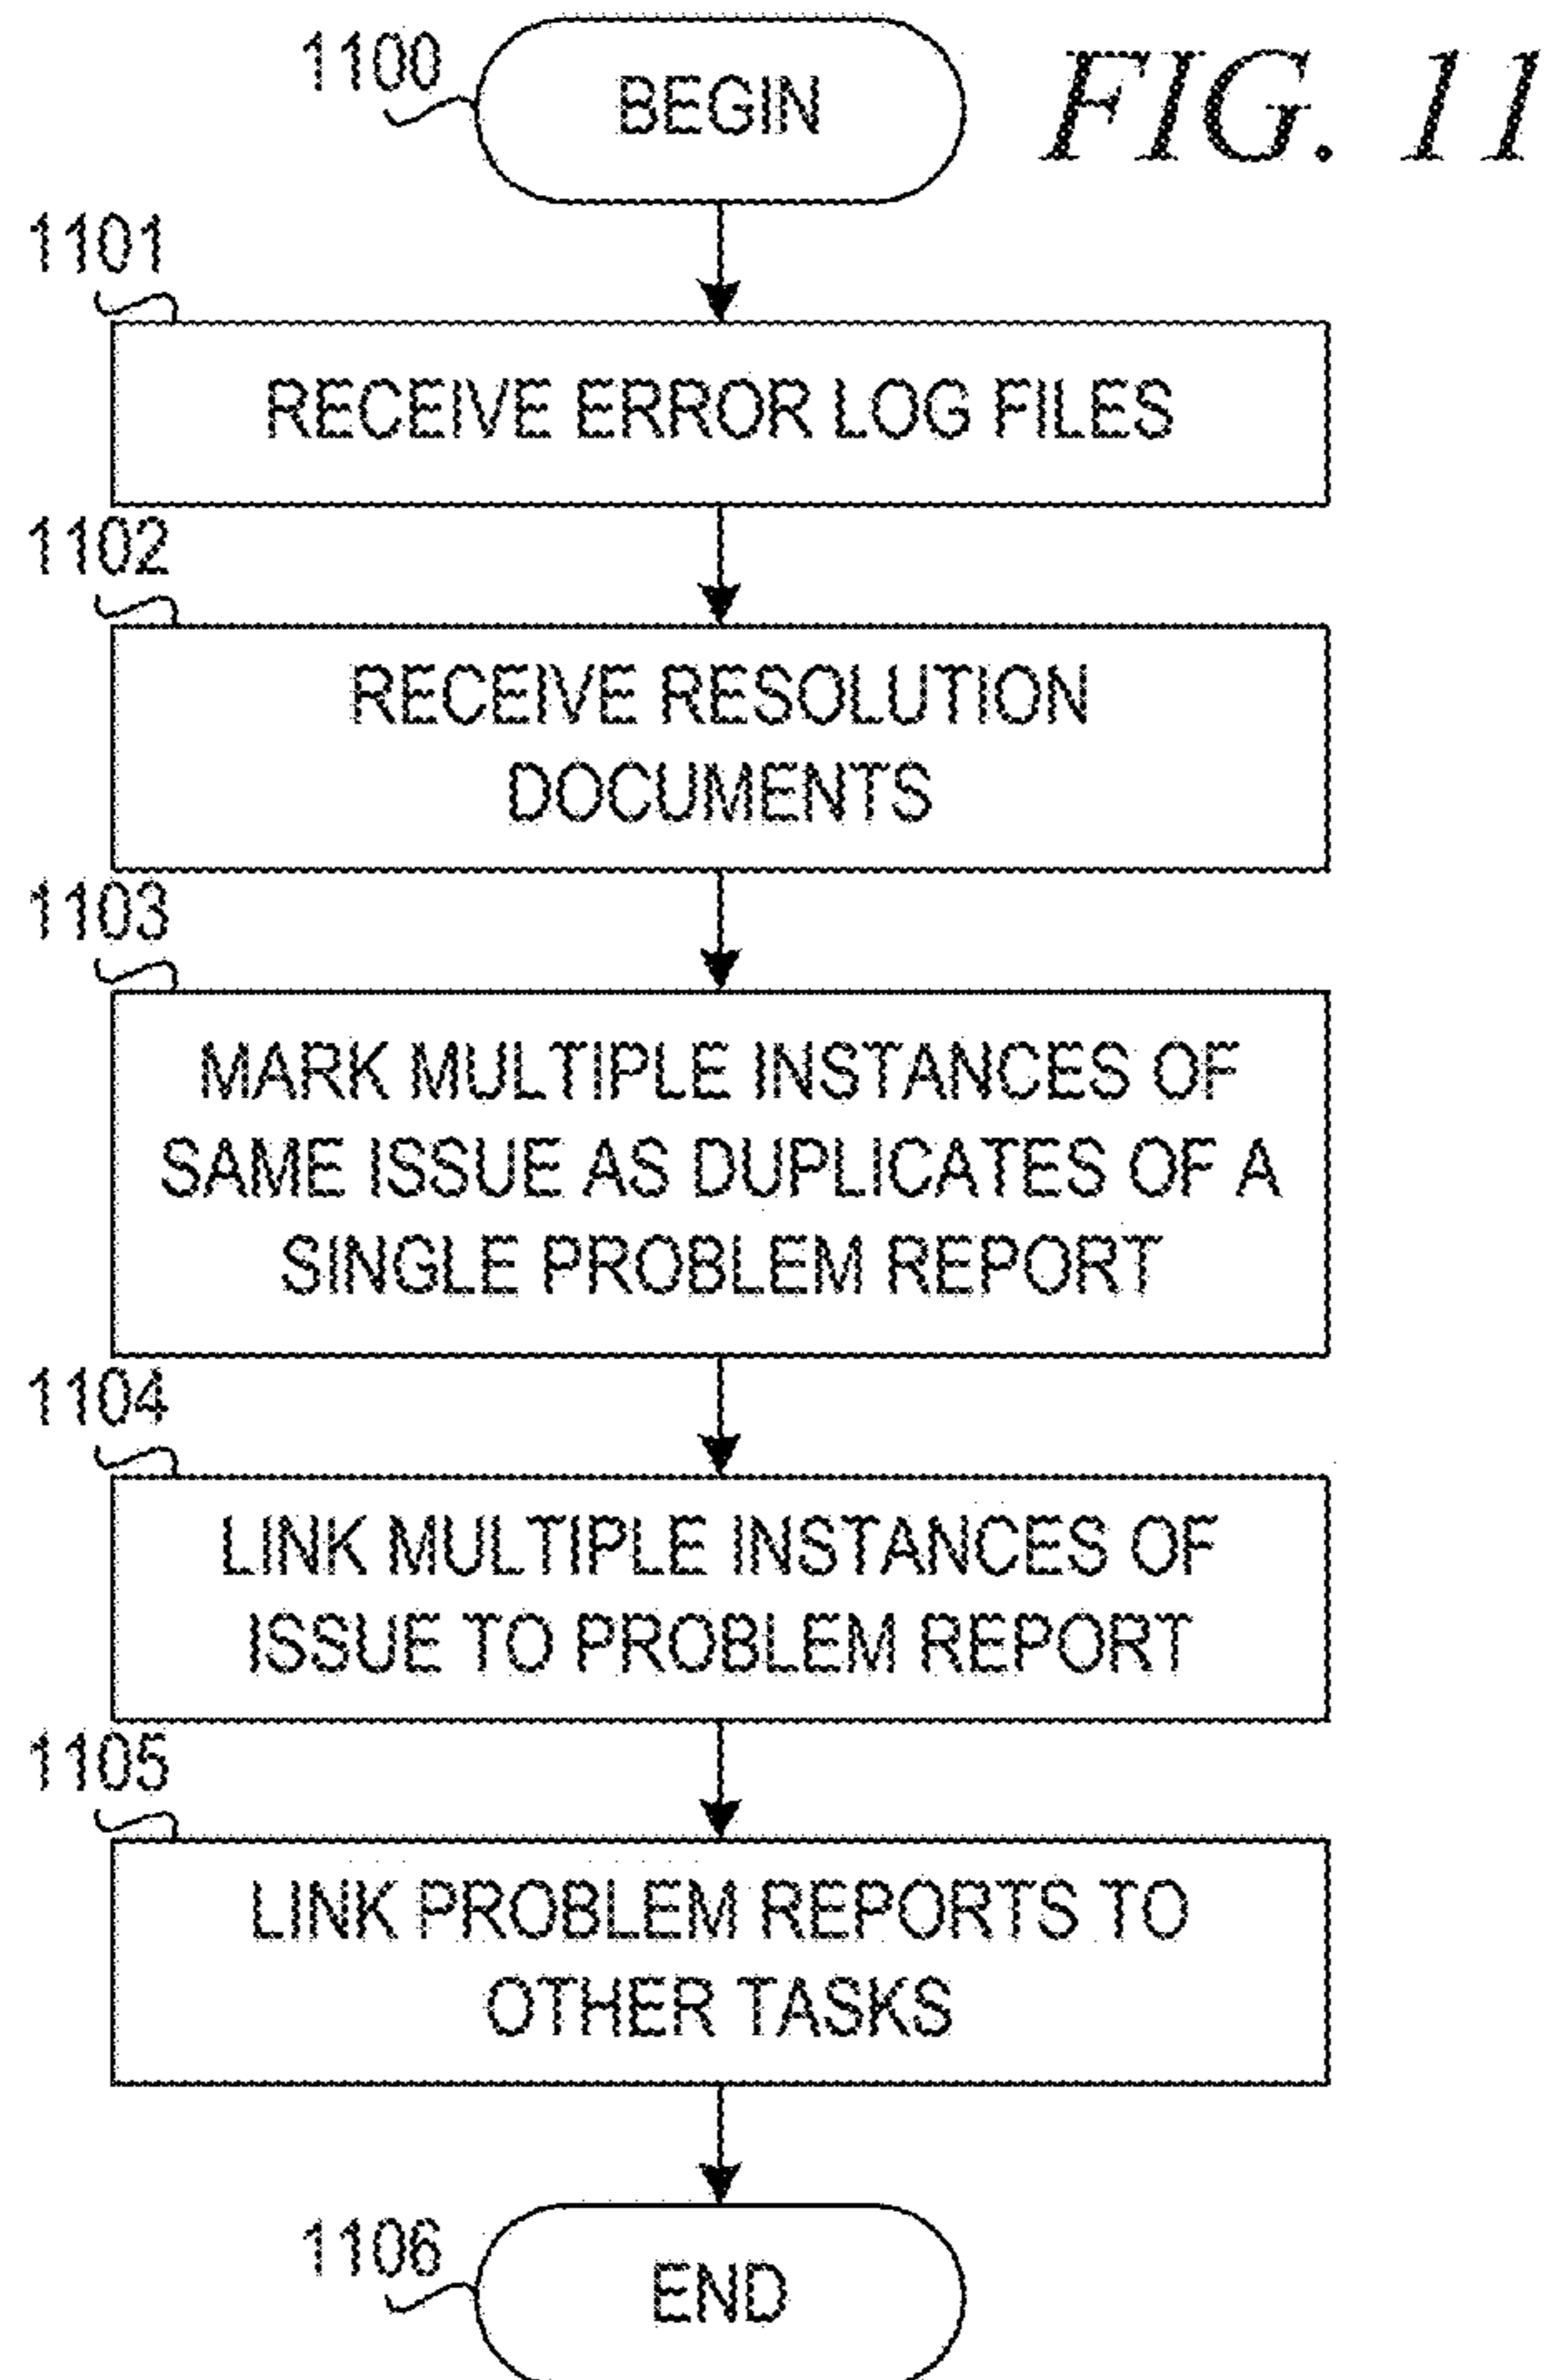 1100
BEGIN
FIG. 11
1101
RECEIVE ERROR LOG FILES
1102
RECEIVE RESOLUTION
DOCUMENTS
1103
MARK MULTIPLE INSTANCES OF
SAME ISSUE AS DUPLICATES OF A
SINGLE PROBLEM REPORT
1104
LINK MULTIPLE INSTANCES OF
ISSUE TO PROBLEM REPORT
1105
LINK PROBLEM REPORTS TO
OTHER TASKS
1106
END